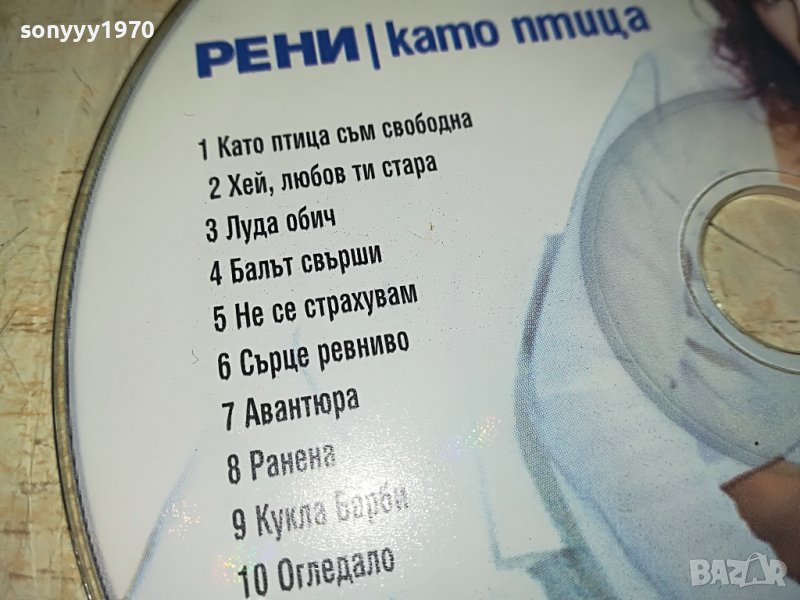 sonyyy1970
РЕНИ | като птица
1 Като птица съм свободна
2 Хей, любов ти стара
3 Луда обич
4 Балът свърши
5 Не се страхувам
6 Сърце ревниво
7 Авантюра
8 Ранена
9 Кукла Барби
10 Огледало
BAZAR